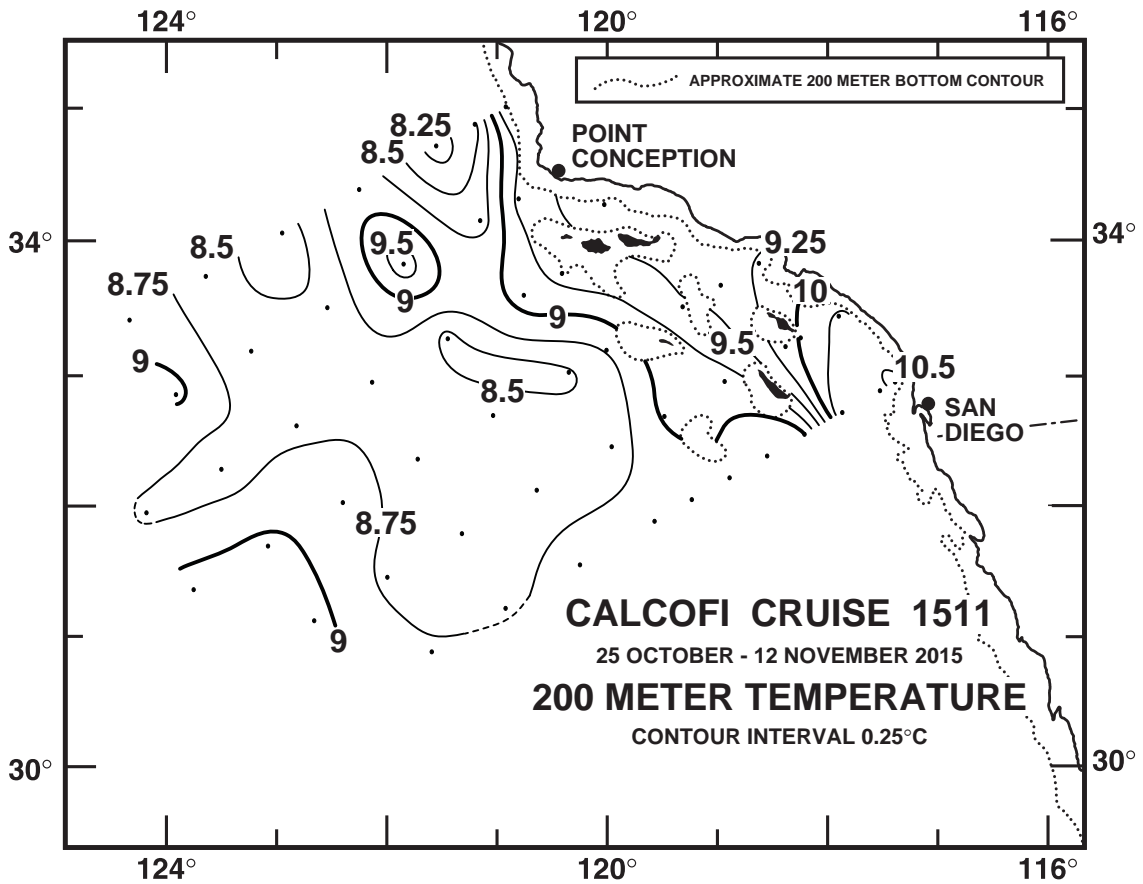 124° 120° 116°
APPROXIMATE 200 METER BOTTOM CONTOUR
8.25
8.5
POINT
CONCEPTION
34° 8.5 9.5 9.25 34°
8.75
9
10
9
9
9.5
8.5
10.5
SAN
DIEGO
8.75
9
CALCOFI CRUISE 1511
25 OCTOBER - 12 NOVEMBER 2015
200 METER TEMPERATURE
CONTOUR INTERVAL 0.25°C
30° 30°
124° 120° 116°